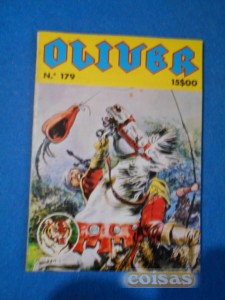 OLIVER
N.º 179
15$00
coisas